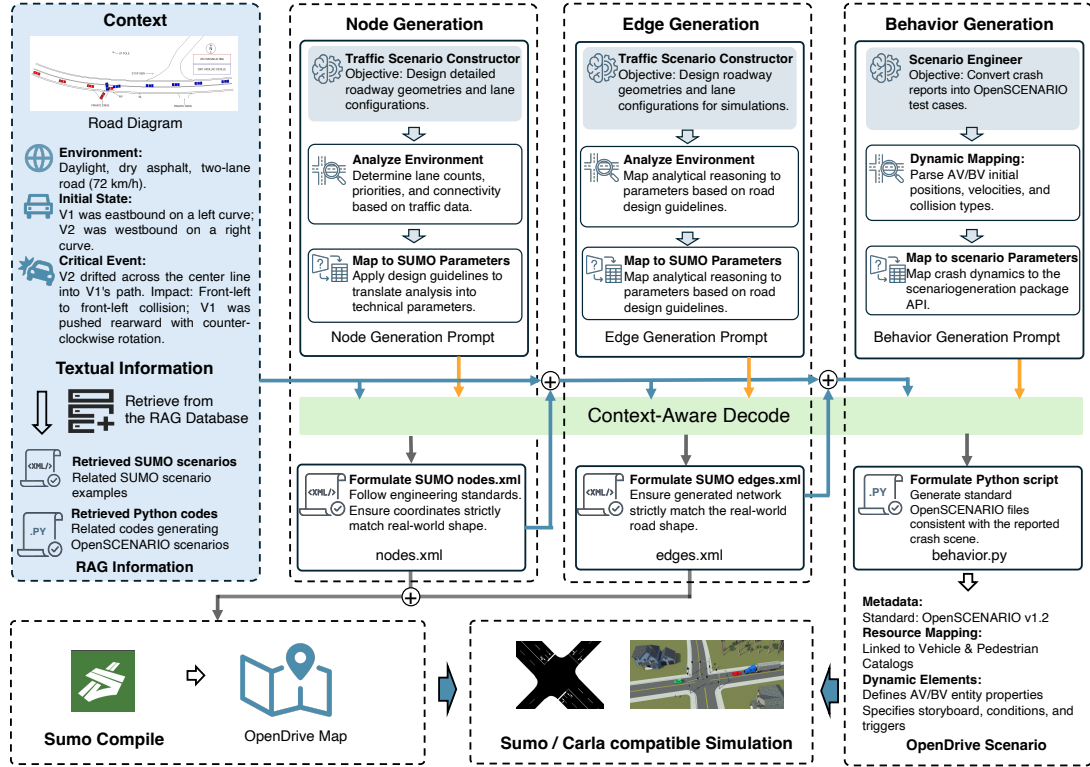 Context
Road Diagram
Environment:
Daylight, dry asphalt, two-lane
road (72 km/h).
Initial State:
V1 was eastbound on a left curve;
V2 was westbound on a right
curve.
Critical Event:
V2 drifted across the center line
into V1's path. Impact: Front-left
to front-left collision; V1 was
pushed rearward with counter-
clockwise rotation.
Textual Information
Retrieve from
the RAG Database
<XML/>
Retrieved SUMO scenarios
Related SUMO scenario
examples
.PY
Retrieved Python codes
Related codes generating
OpenSCENARIO scenarios
RAG Information
Node Generation
Traffic Scenario Constructor
Objective: Design detailed
roadway geometries and lane
configurations.
Analyze Environment
Determine lane counts,
priorities, and connectivity
based on traffic data.
Map to SUMO Parameters
Apply design guidelines to
translate analysis into
technical parameters.
Node Generation Prompt
Edge Generation
Traffic Scenario Constructor
Objective: Design roadway
geometries and lane
configurations for simulations.
Analyze Environment
Map analytical reasoning to
parameters based on road
design guidelines.
Map to SUMO Parameters
Map analytical reasoning to
parameters based on road
design guidelines.
Edge Generation Prompt
Behavior Generation
Scenario Engineer
Objective: Convert crash
reports into OpenSCENARIO
test cases.
Dynamic Mapping:
Parse AV/BV initial
positions, velocities, and
collision types.
Map to scenario Parameters
Map crash dynamics to the
scenariogeneration package
API.
Behavior Generation Prompt
Context-Aware Decode
<XML/>
Formulate SUMO nodes.xml
Follow engineering standards.
Ensure coordinates strictly
match real-world shape.
nodes.xml
<XML/>
Formulate SUMO edges.xml
Ensure generated network
strictly match the real-world
road shape.
edges.xml
.PY
Formulate Python script
Generate standard
OpenSCENARIO files
consistent with the reported
crash scene.
behavior.py
Metadata:
Standard: OpenSCENARIO v1.2
Resource Mapping:
Linked to Vehicle & Pedestrian
Catalogs
Dynamic Elements:
Defines AV/BV entity properties
Specifies storyboard, conditions, and
triggers
OpenDrive Scenario
Sumo Compile
OpenDrive Map
Sumo / Carla compatible Simulation